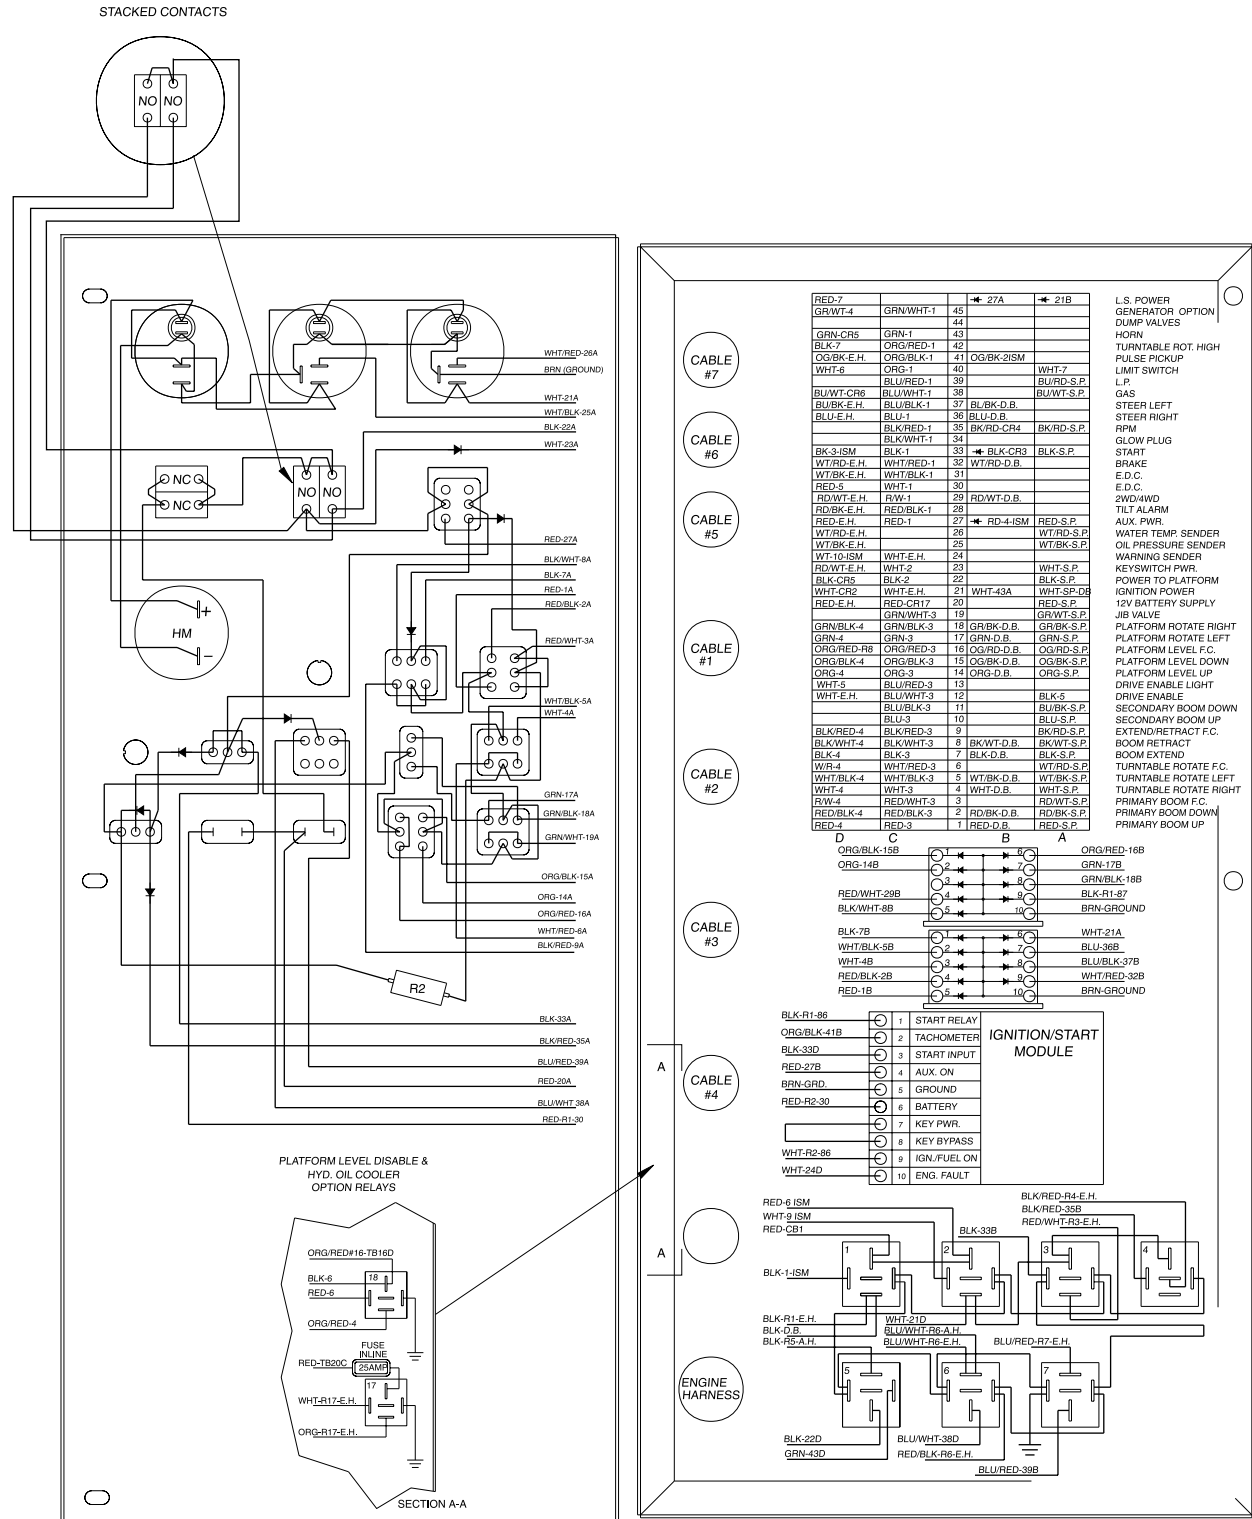 STACKED CONTACTS
NO NO
WHT/RED-26A
BRN (GROUND)
WHT-21A
WHT/BLK-25A
BLK-22A
WHT-23A
NC
NC
NO NO
RED-27A
BLK/WHT-8A
BLK-7A
RED-1A
RED/BLK-2A
HM
+
−
RED/WHT-3A
WHT/BLK-5A
WHT-4A
GRN-17A
GRN/BLK-18A
GRN/WHT-19A
ORG/BLK-15A
ORG-14A
ORG/RED-16A
WHT/RED-6A
BLK/RED-9A
R2
BLK-33A
BLK/RED-35A
BLU/RED-39A
RED-20A
BLU/WHT 38A
RED-R1-30
PLATFORM LEVEL DISABLE &
HYD. OIL COOLER
OPTION RELAYS
ORG/RED#16-TB16D
BLK-6
18
RED-6
ORG/RED-4
FUSE
INLINE
RED-TB20C
25AMP
17
WHT-R17-E.H.
ORG-R17-E.H.
SECTION A-A
CABLE
#7
CABLE
#6
CABLE
#5
CABLE
#1
CABLE
#2
CABLE
#3
A
CABLE
#4
A
ENGINE
HARNESS
RED-7 27A 21B L.S. POWER
GR/WT-4 GRN/WHT-1 45 GENERATOR OPTION
44 DUMP VALVES
GRN-CR5 GRN-1 43 HORN
BLK-7 ORG/RED-1 42 TURNTABLE ROT. HIGH
OG/BK-E.H. ORG/BLK-1 41 OG/BK-2ISM PULSE PICKUP
WHT-6 ORG-1 40 WHT-7 LIMIT SWITCH
BLU/RED-1 39 BU/RD-S.P. L.P.
BU/WT-CR6 BLU/WHT-1 38 BU/WT-S.P. GAS
BU/BK-E.H. BLU/BLK-1 37 BL/BK-D.B. STEER LEFT
BLU-E.H. BLU-1 36 BLU-D.B. STEER RIGHT
BLK/RED-1 35 BK/RD-CR4 BK/RD-S.P. RPM
BLK/WHT-1 34 GLOW PLUG
BK-3-ISM BLK-1 33 BLK-CR3 BLK-S.P. START
WT/RD-E.H. WHT/RED-1 32 WT/RD-D.B. BRAKE
WT/BK-E.H. WHT/BLK-1 31 E.D.C.
RED-5 WHT-1 30 E.D.C.
RD/WT-E.H. R/W-1 29 RD/WT-D.B. 2WD/4WD
RD/BK-E.H. RED/BLK-1 28 TILT ALARM
RED-E.H. RED-1 27 RD-4-ISM RED-S.P. AUX. PWR.
WT/RD-E.H. 26 WT/RD-S.P. WATER TEMP. SENDER
WT/BK-E.H. 25 WT/BK-S.P. OIL PRESSURE SENDER
WT-10-ISM WHT-E.H. 24 WARNING SENDER
RD/WT-E.H. WHT-2 23 WHT-S.P. KEYSWITCH PWR.
BLK-CR5 BLK-2 22 BLK-S.P. POWER TO PLATFORM
WHT-CR2 WHT-E.H. 21 WHT-43A WHT-SP-DB IGNITION POWER
RED-E.H. RED-CR17 20 RED-S.P. 12V BATTERY SUPPLY
GRN/WHT-3 19 GR/WT-S.P. JIB VALVE
GRN/BLK-4 GRN/BLK-3 18 GR/BK-D.B. GR/BK-S.P. PLATFORM ROTATE RIGHT
GRN-4 GRN-3 17 GRN-D.B. GRN-S.P. PLATFORM ROTATE LEFT
ORG/RED-R8 ORG/RED-3 16 OG/RD-D.B. OG/RD-S.P. PLATFORM LEVEL F.C.
ORG/BLK-4 ORG/BLK-3 15 OG/BK-D.B. OG/BK-S.P. PLATFORM LEVEL DOWN
ORG-4 ORG-3 14 ORG-D.B. ORG-S.P. PLATFORM LEVEL UP
WHT-5 BLU/RED-3 13 DRIVE ENABLE LIGHT
WHT-E.H. BLU/WHT-3 12 BLK-5 DRIVE ENABLE
BLU/BLK-3 11 BU/BK-S.P. SECONDARY BOOM DOWN
BLU-3 10 BLU-S.P. SECONDARY BOOM UP
BLK/RED-4 BLK/RED-3 9 BK/RD-S.P. EXTEND/RETRACT F.C.
BLK/WHT-4 BLK/WHT-3 8 BK/WT-D.B. BK/WT-S.P. BOOM RETRACT
BLK-4 BLK-3 7 BLK-D.B. BLK-S.P. BOOM EXTEND
W/R-4 WHT/RED-3 6 WT/RD-S.P. TURNTABLE ROTATE F.C.
WHT/BLK-4 WHT/BLK-3 5 WT/BK-D.B. WT/BK-S.P. TURNTABLE ROTATE LEFT
WHT-4 WHT-3 4 WHT-D.B. WHT-S.P. TURNTABLE ROTATE RIGHT
R/W-4 RED/WHT-3 3 RD/WT-S.P. PRIMARY BOOM F.C.
RED/BLK-4 RED/BLK-3 2 RD/BK-D.B. RD/BK-S.P. PRIMARY BOOM DOWN
RED-4 RED-3 1 RED-D.B. RED-S.P. PRIMARY BOOM UP
D C B A
ORG/BLK-15B 1 6 ORG/RED-16B
ORG-14B 2 7 GRN-17B
3 8 GRN/BLK-18B
RED/WHT-29B 4 9 BLK-R1-87
BLK/WHT-8B 5 10 BRN-GROUND
BLK-7B 1 6 WHT-21A
WHT/BLK-5B 2 7 BLU-36B
WHT-4B 3 8 BLU/BLK-37B
RED/BLK-2B 4 9 WHT/RED-32B
RED-1B 5 10 BRN-GROUND
BLK-R1-86 1 START RELAY
ORG/BLK-41B 2 TACHOMETER
BLK-33D 3 START INPUT
RED-27B 4 AUX. ON
BRN-GRD. 5 GROUND
RED-R2-30 6 BATTERY
7 KEY PWR.
8 KEY BYPASS
WHT-R2-86 9 IGN./FUEL ON
WHT-24D 10 ENG. FAULT
IGNITION/START
MODULE
RED-6 ISM
WHT-9 ISM
RED-CB1
BLK-33B
BLK/RED-R4-E.H.
BLK/RED-35B
RED/WHT-R3-E.H.
1 2 3 4
BLK-1-ISM
BLK-R1-E.H.
BLK-D.B.
BLK-R5-A.H.
WHT-21D
BLU/WHT-R6-A.H.
BLU/WHT-R6-E.H.
BLU/RED-R7-E.H.
5 6 7
BLK-22D
GRN-43D
BLU/WHT-38D
RED/BLK-R6-E.H.
BLU/RED-39B